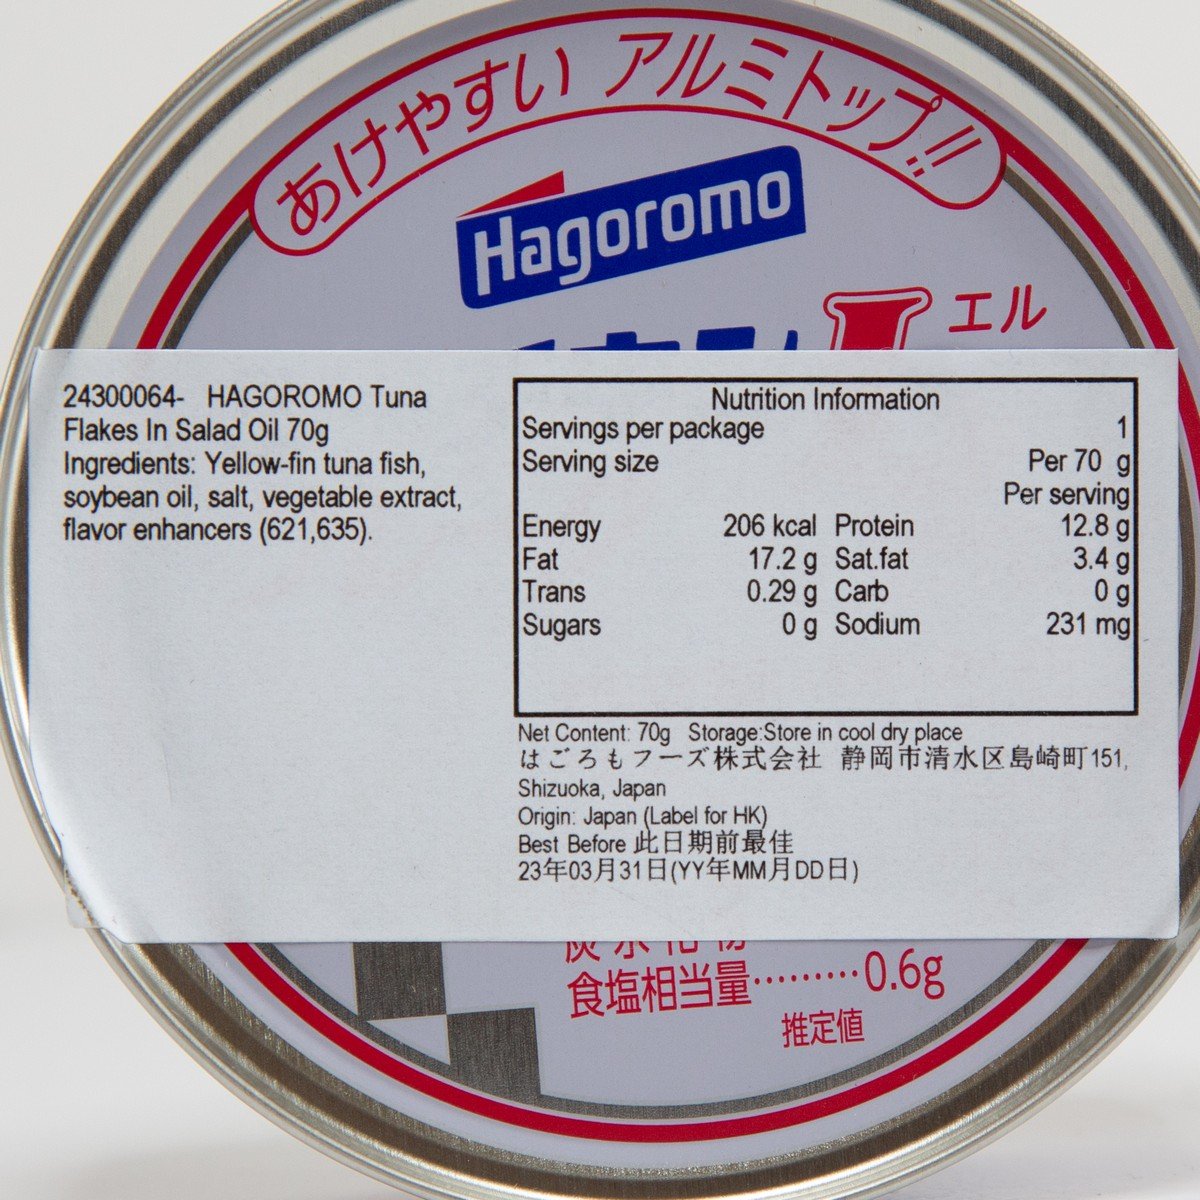 あけやすい アルミトップ!!
Hagoromo
エル
24300064- HAGOROMO Tuna
Flakes In Salad Oil 70g
Ingredients: Yellow-fin tuna fish,
soybean oil, salt, vegetable extract,
flavor enhancers (621,635).
Nutrition Information
Servings per package 1
Serving size Per 70 g
Per serving
Energy 206 kcal Protein 12.8 g
Fat 17.2 g Sat.fat 3.4 g
Trans 0.29 g Carb 0 g
Sugars 0 g Sodium 231 mg
Net Content: 70g Storage:Store in cool dry place
はごろもフーズ株式会社 静岡市清水区島崎町151,
Shizuoka, Japan
Origin: Japan (Label for HK)
Best Before 此日期前最佳
23年03月31日(YY年MM月DD日)
食塩相当量………0.6g
推定値